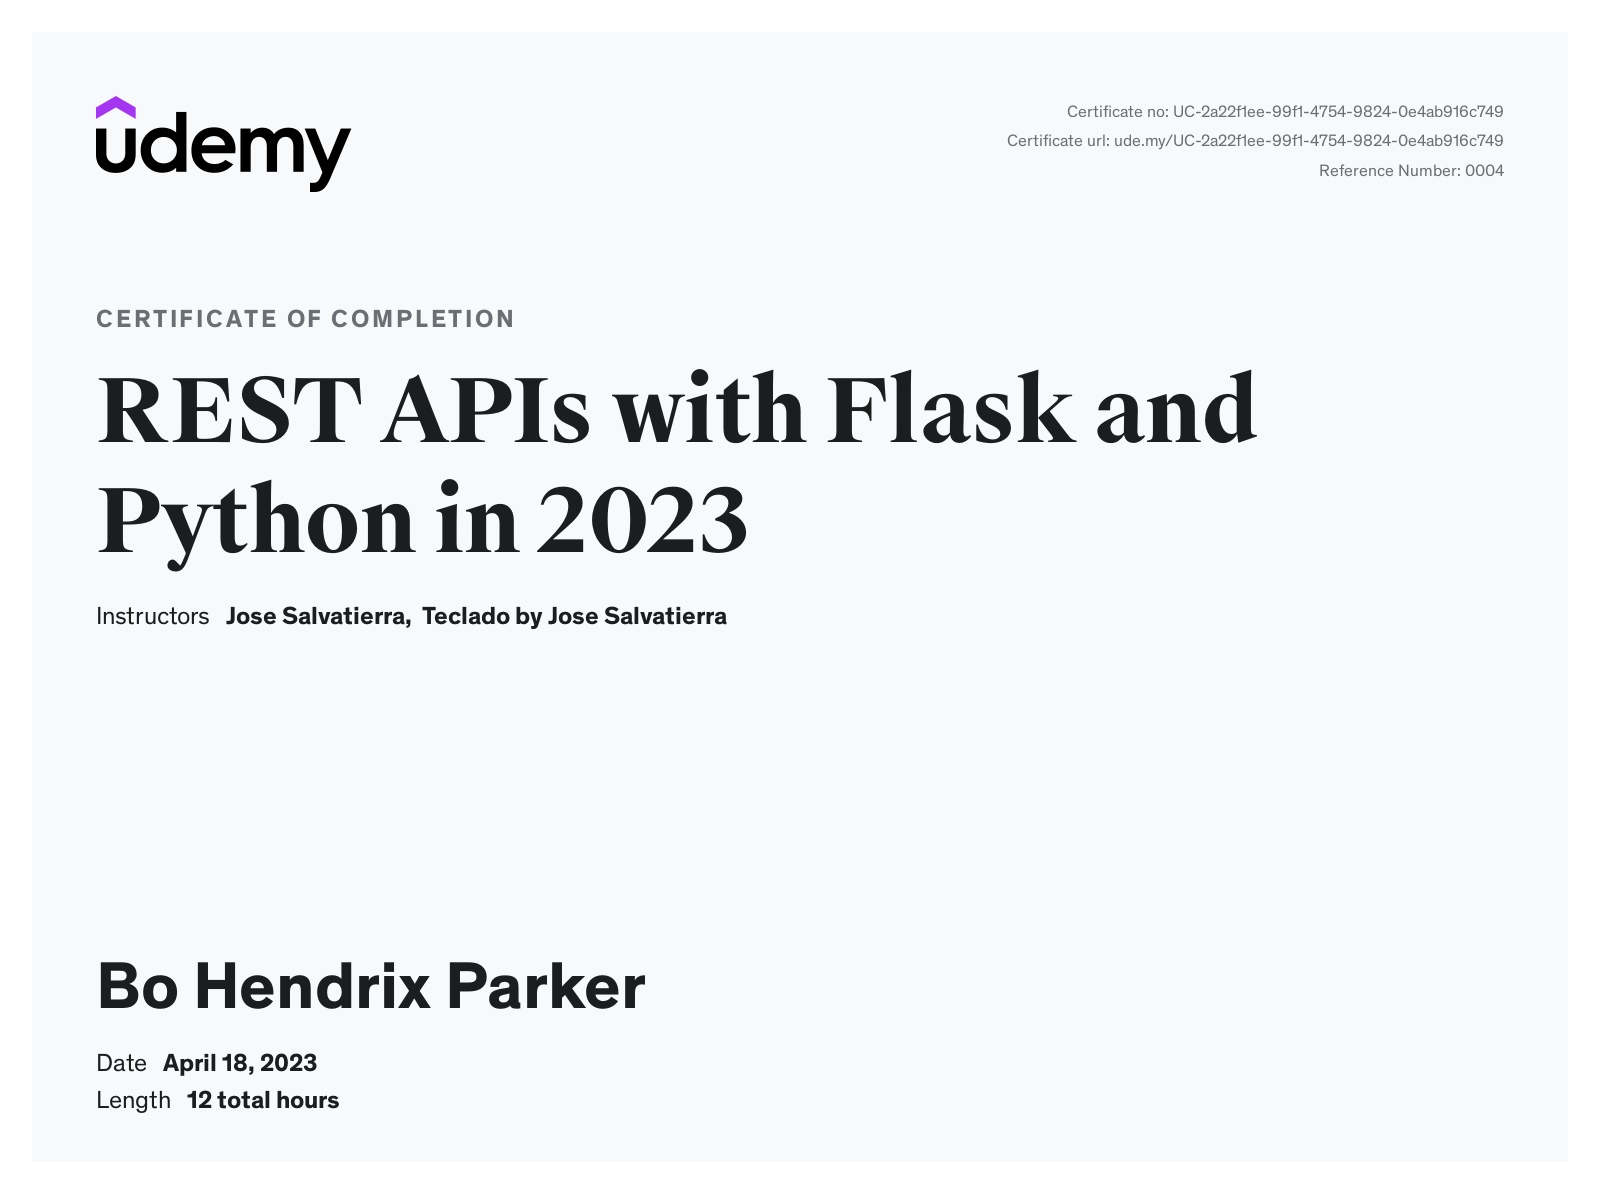 udemy
Certificate no: UC-2a22f1ee-99f1-4754-9824-0e4ab916c749
Certificate url: ude.my/UC-2a22f1ee-99f1-4754-9824-0e4ab916c749
Reference Number: 0004
CERTIFICATE OF COMPLETION
REST APIs with Flask and
Python in 2023
Instructors Jose Salvatierra, Teclado by Jose Salvatierra
Bo Hendrix Parker
Date April 18, 2023
Length 12 total hours